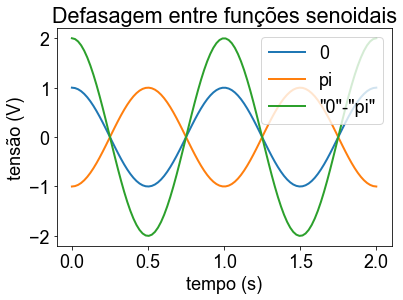 Defasagem entre funções senoidais
2
1
0
−1
−2
tensão (V)
0
pi
"0"-"pi"
0.0 0.5 1.0 1.5 2.0
tempo (s)